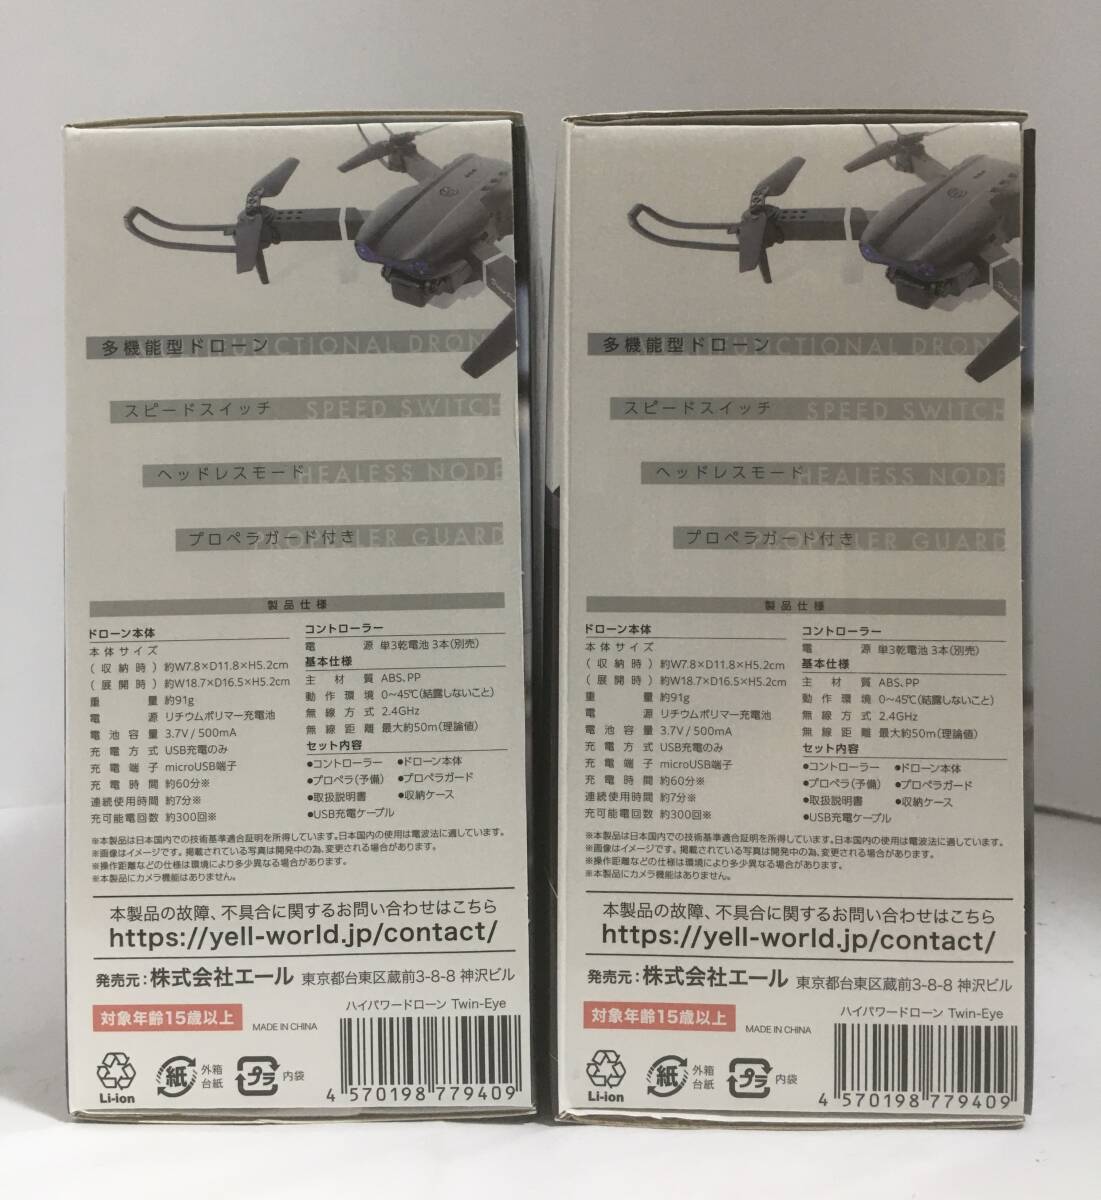 多機能型ドローン
スピードスイッチ SPEED SWITCH
ヘッドレスモード HEALESS NODE
プロペラガード付き PROPELLER GUARD
製品仕様
ドローン本体
本体サイズ
(収納時) 約W7.8×D11.8×H5.2cm
(展開時) 約W18.7×D16.5×H5.2cm
重量 約91g
電源 リチウムポリマー充電池
電池容量 3.7V / 500mA
充電方式 USB充電のみ
充電端子 microUSB端子
充電時間 約60分※
連続使用時間 約7分※
充可能電回数 約300回※
コントローラー
電源 単3乾電池 3本(別売)
基本仕様
主材質 ABS、PP
動作環境 0〜45℃(結露しないこと)
無線方式 2.4GHz
無線距離 最大約50m(理論値)
セット内容
●コントローラー ●ドローン本体
●プロペラ(予備) ●プロペラガード
●取扱説明書 ●収納ケース
●USB充電ケーブル
※本製品は日本国内での技術基準適合証明を所得しています。日本国内の使用は電波法に適しています。
※画像はイメージです。掲載されている写真は開発中の為、変更される場合があります。
※操作距離などの仕様は環境により多少異なる場合があります。
※本製品にカメラ機能はありません。
本製品の故障、不具合に関するお問い合わせはこちら
https://yell-world.jp/contact/
発売元:株式会社エール 東京都台東区蔵前3-8-8 神沢ビル
対象年齢15歳以上
MADE IN CHINA
ハイパワードローン Twin-Eye
Li-ion
紙 外箱 台紙
プラ 内袋
4 570198 779409
多機能型ドローン
スピードスイッチ SPEED SWITCH
ヘッドレスモード HEALESS NODE
プロペラガード付き PROPELLER GUARD
製品仕様
ドローン本体
本体サイズ
(収納時) 約W7.8×D11.8×H5.2cm
(展開時) 約W18.7×D16.5×H5.2cm
重量 約91g
電源 リチウムポリマー充電池
電池容量 3.7V / 500mA
充電方式 USB充電のみ
充電端子 microUSB端子
充電時間 約60分※
連続使用時間 約7分※
充可能電回数 約300回※
コントローラー
電源 単3乾電池 3本(別売)
基本仕様
主材質 ABS、PP
動作環境 0〜45℃(結露しないこと)
無線方式 2.4GHz
無線距離 最大約50m(理論値)
セット内容
●コントローラー ●ドローン本体
●プロペラ(予備) ●プロペラガード
●取扱説明書 ●収納ケース
●USB充電ケーブル
※本製品は日本国内での技術基準適合証明を所得しています。日本国内の使用は電波法に適しています。
※画像はイメージです。掲載されている写真は開発中の為、変更される場合があります。
※操作距離などの仕様は環境により多少異なる場合があります。
※本製品にカメラ機能はありません。
本製品の故障、不具合に関するお問い合わせはこちら
https://yell-world.jp/contact/
発売元:株式会社エール 東京都台東区蔵前3-8-8 神沢ビル
対象年齢15歳以上
MADE IN CHINA
ハイパワードローン Twin-Eye
Li-ion
紙 外箱 台紙
プラ 内袋
4 570198 779409